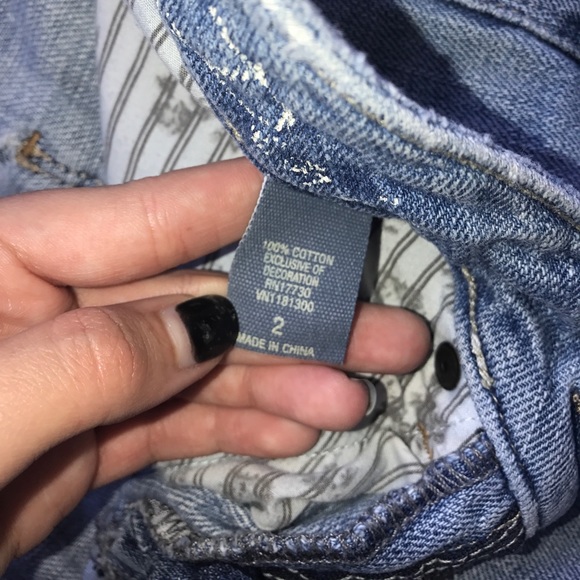 100% COTTON
EXCLUSIVE OF
DECORATION
RN17730
VN1181300
2
MADE IN CHINA